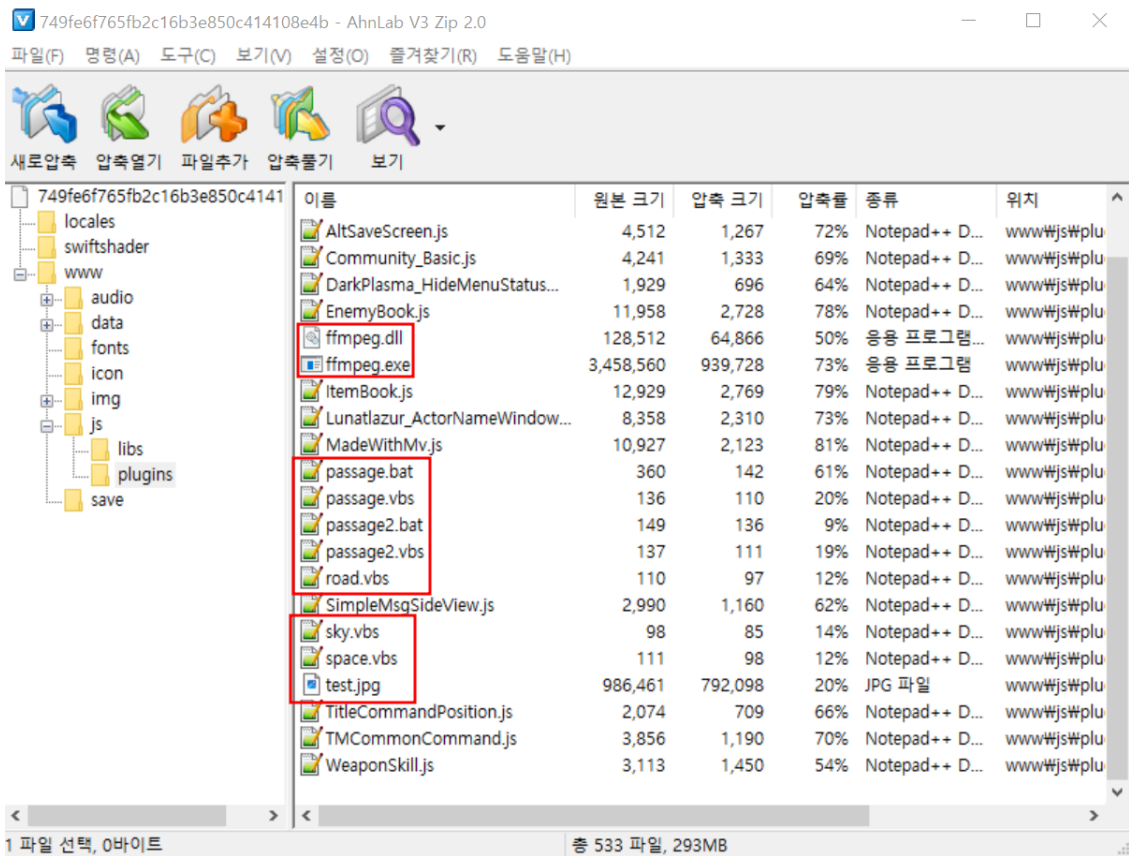 749fe6f765fb2c16b3e850c414108e4b - AhnLab V3 Zip 2.0
파일(F) 명령(A) 도구(C) 보기(V) 설정(O) 즐겨찾기(R) 도움말(H)
새로압축 압축열기 파일추가 압축풀기 보기
749fe6f765fb2c16b3e850c4141
locales
swiftshader
www
audio
data
fonts
icon
img
js
libs
plugins
save
이름 원본 크기 압축 크기 압축률 종류 위치
AltSaveScreen.js 4,512 1,267 72% Notepad++ D... www₩js₩plu
Community_Basic.js 4,241 1,333 69% Notepad++ D... www₩js₩plu
DarkPlasma_HideMenuStatus... 1,929 696 64% Notepad++ D... www₩js₩plu
EnemyBook.js 11,958 2,728 78% Notepad++ D... www₩js₩plu
ffmpeg.dll 128,512 64,866 50% 응용 프로그램... www₩js₩plu
ffmpeg.exe 3,458,560 939,728 73% 응용 프로그램 www₩js₩plu
ItemBook.js 12,929 2,769 79% Notepad++ D... www₩js₩plu
Lunatlazur_ActorNameWindow... 8,358 2,310 73% Notepad++ D... www₩js₩plu
MadeWithMv.js 10,927 2,123 81% Notepad++ D... www₩js₩plu
passage.bat 360 142 61% Notepad++ D... www₩js₩plu
passage.vbs 136 110 20% Notepad++ D... www₩js₩plu
passage2.bat 149 136 9% Notepad++ D... www₩js₩plu
passage2.vbs 137 111 19% Notepad++ D... www₩js₩plu
road.vbs 110 97 12% Notepad++ D... www₩js₩plu
SimpleMsgSideView.js 2,990 1,160 62% Notepad++ D... www₩js₩plu
sky.vbs 98 85 14% Notepad++ D... www₩js₩plu
space.vbs 111 98 12% Notepad++ D... www₩js₩plu
test.jpg 986,461 792,098 20% JPG 파일 www₩js₩plu
TitleCommandPosition.js 2,074 709 66% Notepad++ D... www₩js₩plu
TMCommonCommand.js 3,856 1,190 70% Notepad++ D... www₩js₩plu
WeaponSkill.js 3,113 1,450 54% Notepad++ D... www₩js₩plu
1 파일 선택, 0바이트 총 533 파일, 293MB